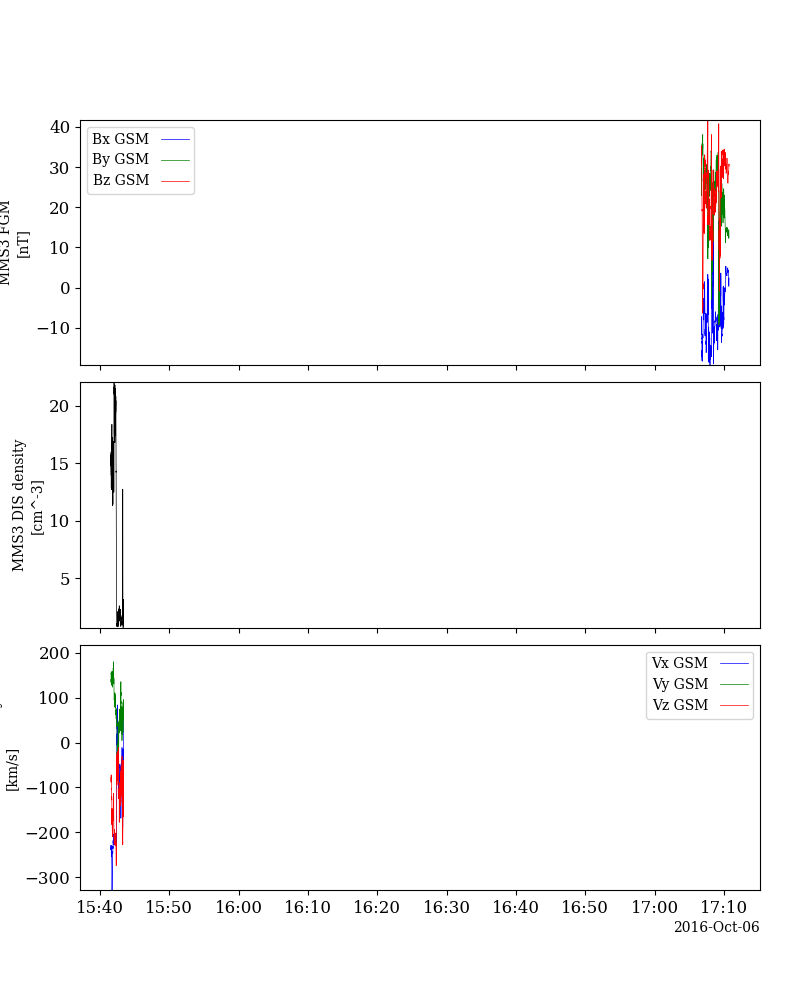 40
30
20
10
0
−10
MMS3 FGM
[nT]
Bx GSM
By GSM
Bz GSM
20
15
10
5
MMS3 DIS density
[cm^-3]
200
100
0
−100
−200
−300
[km/s]
Vx GSM
Vy GSM
Vz GSM
15:40 15:50 16:00 16:10 16:20 16:30 16:40 16:50 17:00 17:10
2016-Oct-06